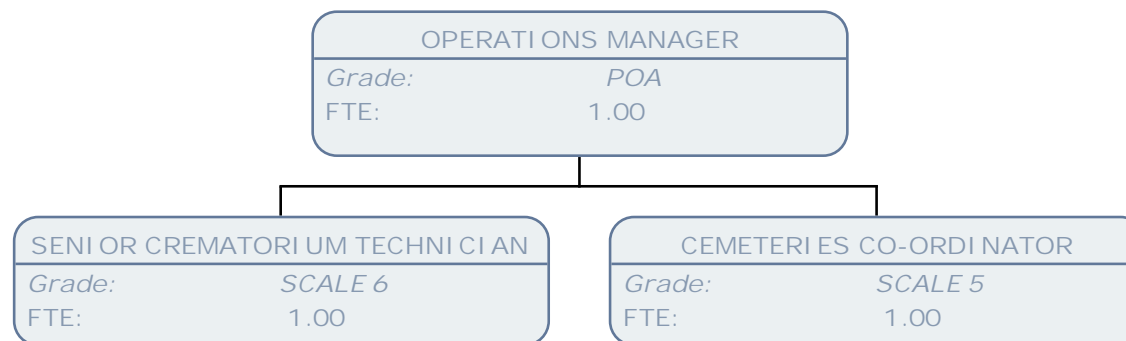 OPERATIONS MANAGER
Grade: POA
FTE: 1.00
SENIOR CREMATORIUM TECHNICIAN
Grade: SCALE 6
FTE: 1.00
CEMETERIES CO-ORDINATOR
Grade: SCALE 5
FTE: 1.00